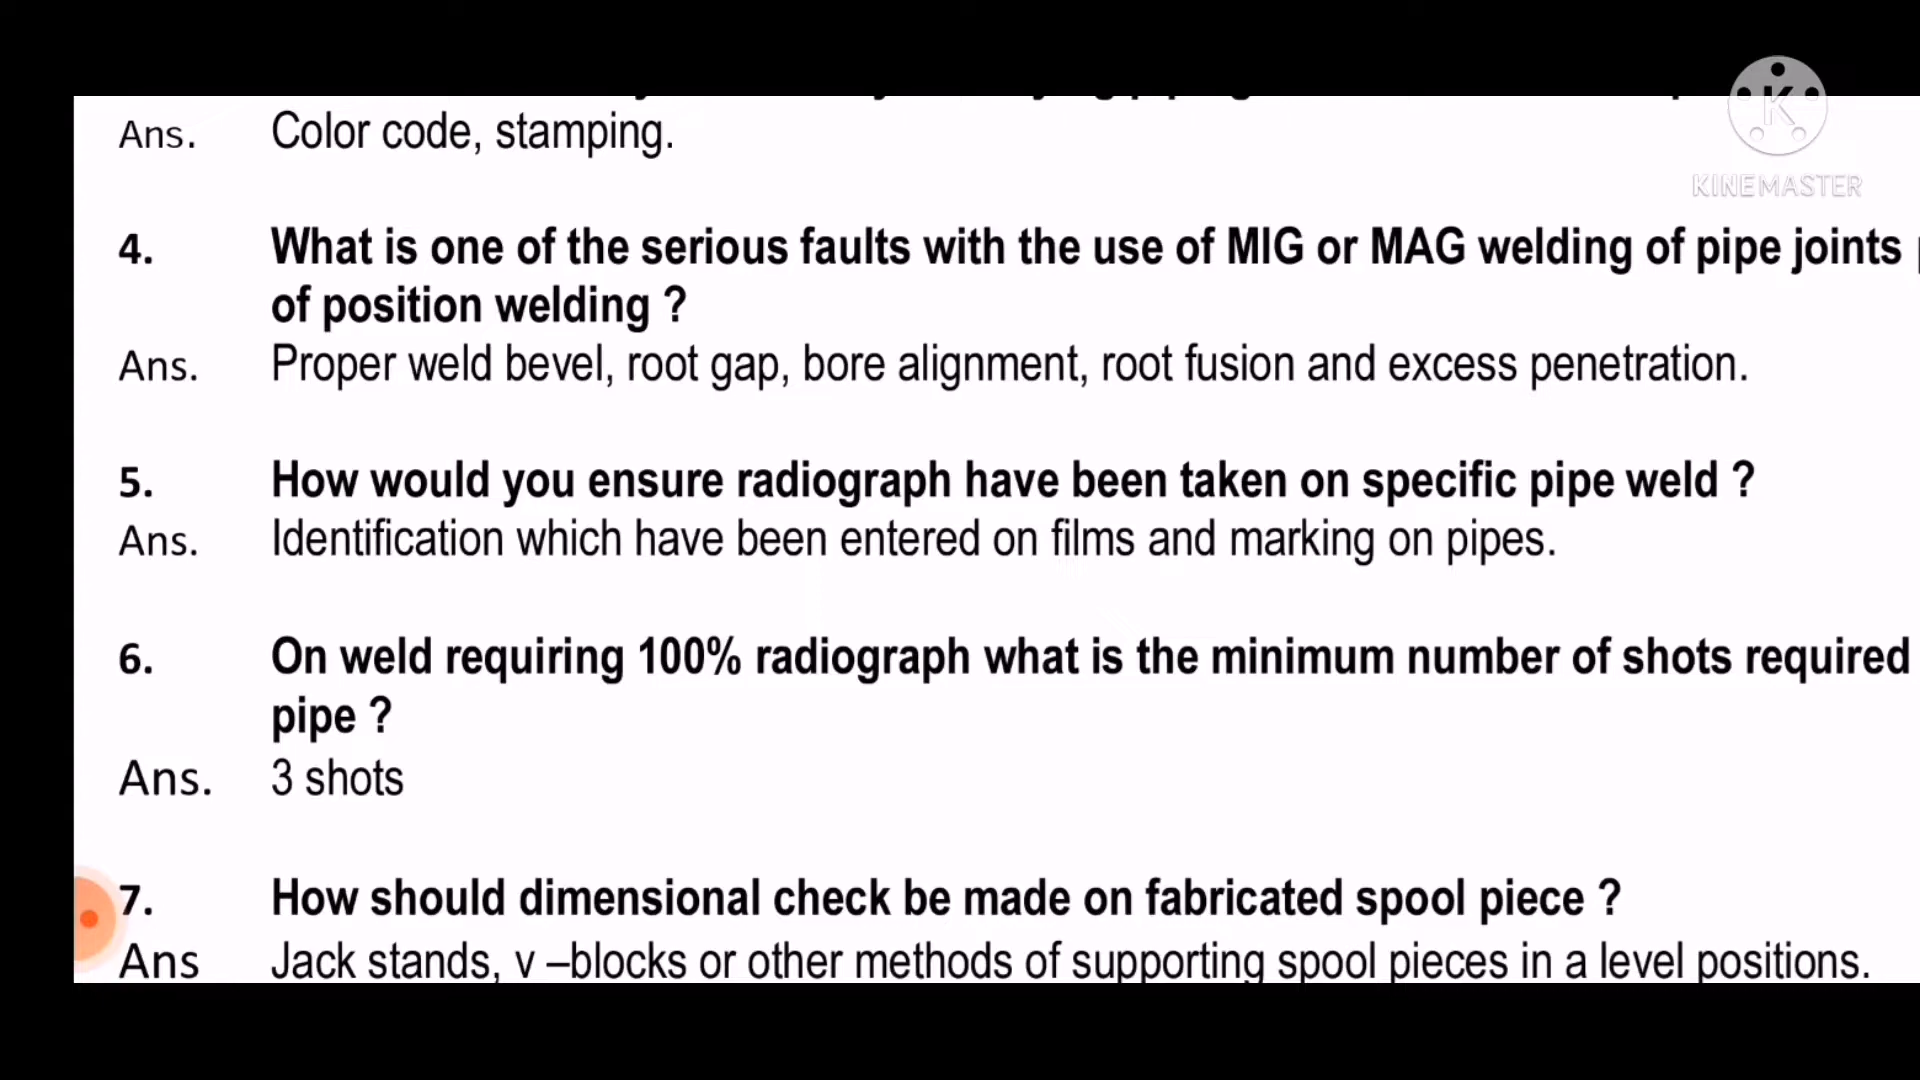 Ans. Color code, stamping.
K
KINEMASTER
4. What is one of the serious faults with the use of MIG or MAG welding of pipe joints
of position welding ?
Ans. Proper weld bevel, root gap, bore alignment, root fusion and excess penetration.
5. How would you ensure radiograph have been taken on specific pipe weld ?
Ans. Identification which have been entered on films and marking on pipes.
6. On weld requiring 100% radiograph what is the minimum number of shots required
pipe ?
Ans. 3 shots
7. How should dimensional check be made on fabricated spool piece ?
Ans Jack stands, v –blocks or other methods of supporting spool pieces in a level positions.